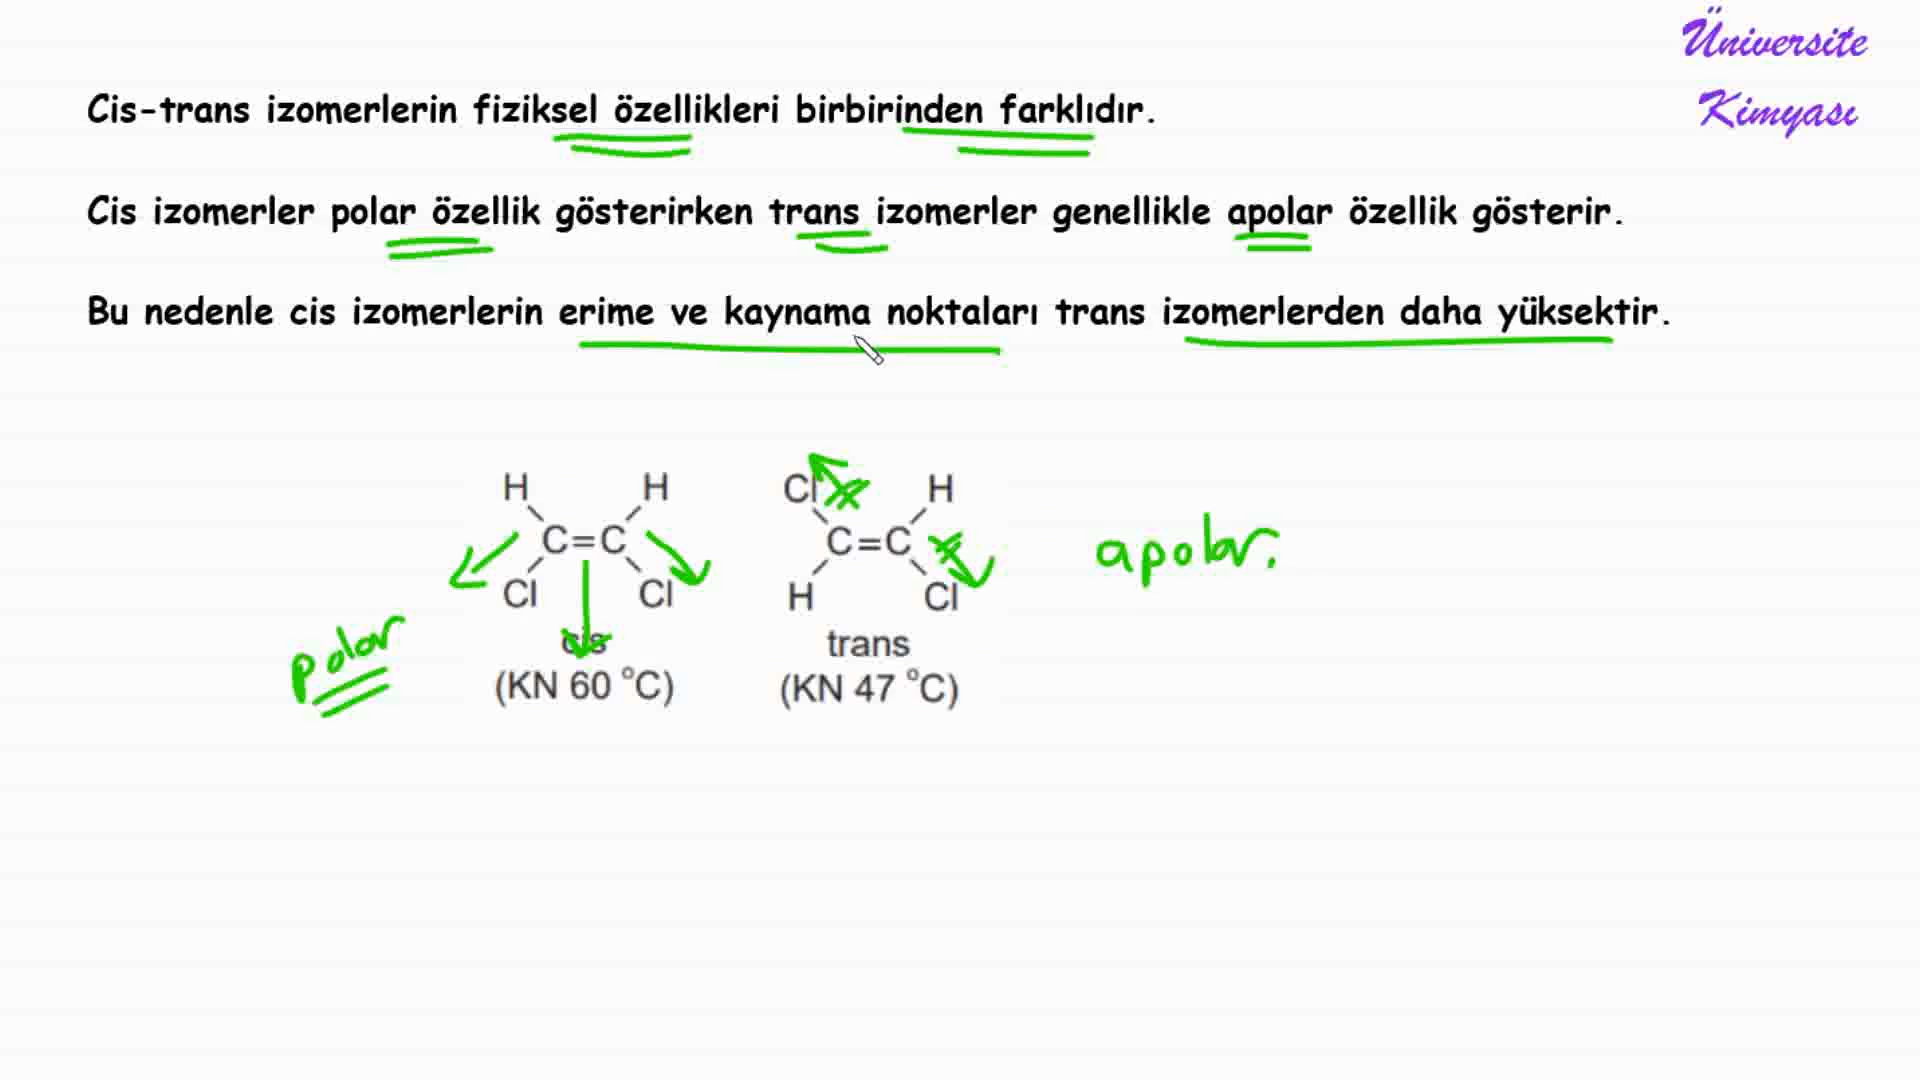 Üniversite
Kimyası
Cis-trans izomerlerin fiziksel özellikleri birbirinden farklıdır.
Cis izomerler polar özellik gösterirken trans izomerler genellikle apolar özellik gösterir.
Bu nedenle cis izomerlerin erime ve kaynama noktaları trans izomerlerden daha yüksektir.
H H
C=C
Cl Cl
cis
(KN 60 °C)
polar
Cl H
C=C
H Cl
trans
(KN 47 °C)
apolar.